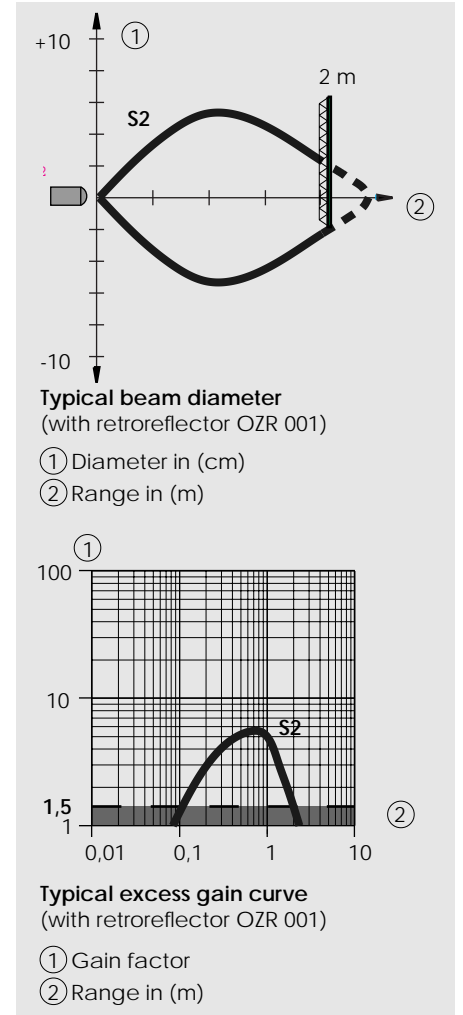 +10
①
2 m
S2
②
-10
Typical beam diameter
(with retroreflector OZR 001)
① Diameter in (cm)
② Range in (m)
①
100
10
S2
1,5
1
②
0,01 0,1 1 10
Typical excess gain curve
(with retroreflector OZR 001)
① Gain factor
② Range in (m)